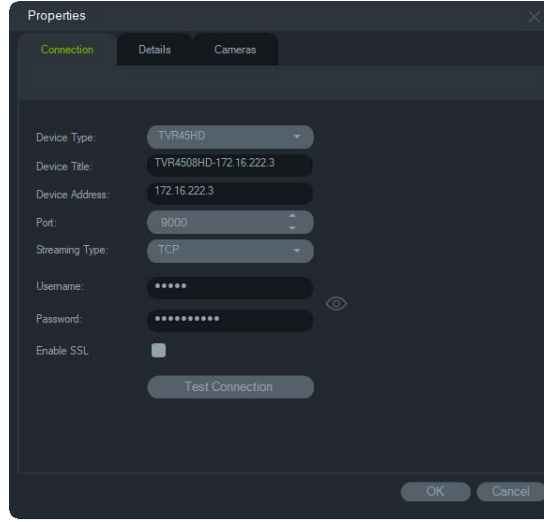 Properties
Connection Details Cameras
Device Type: TVR45HD
Device Title: TVR4508HD-172.16.222.3
Device Address: 172.16.222.3
Port: 9000
Streaming Type: TCP
Username: •••••
Password: ••••••••••
Enable SSL
Test Connection
OK Cancel